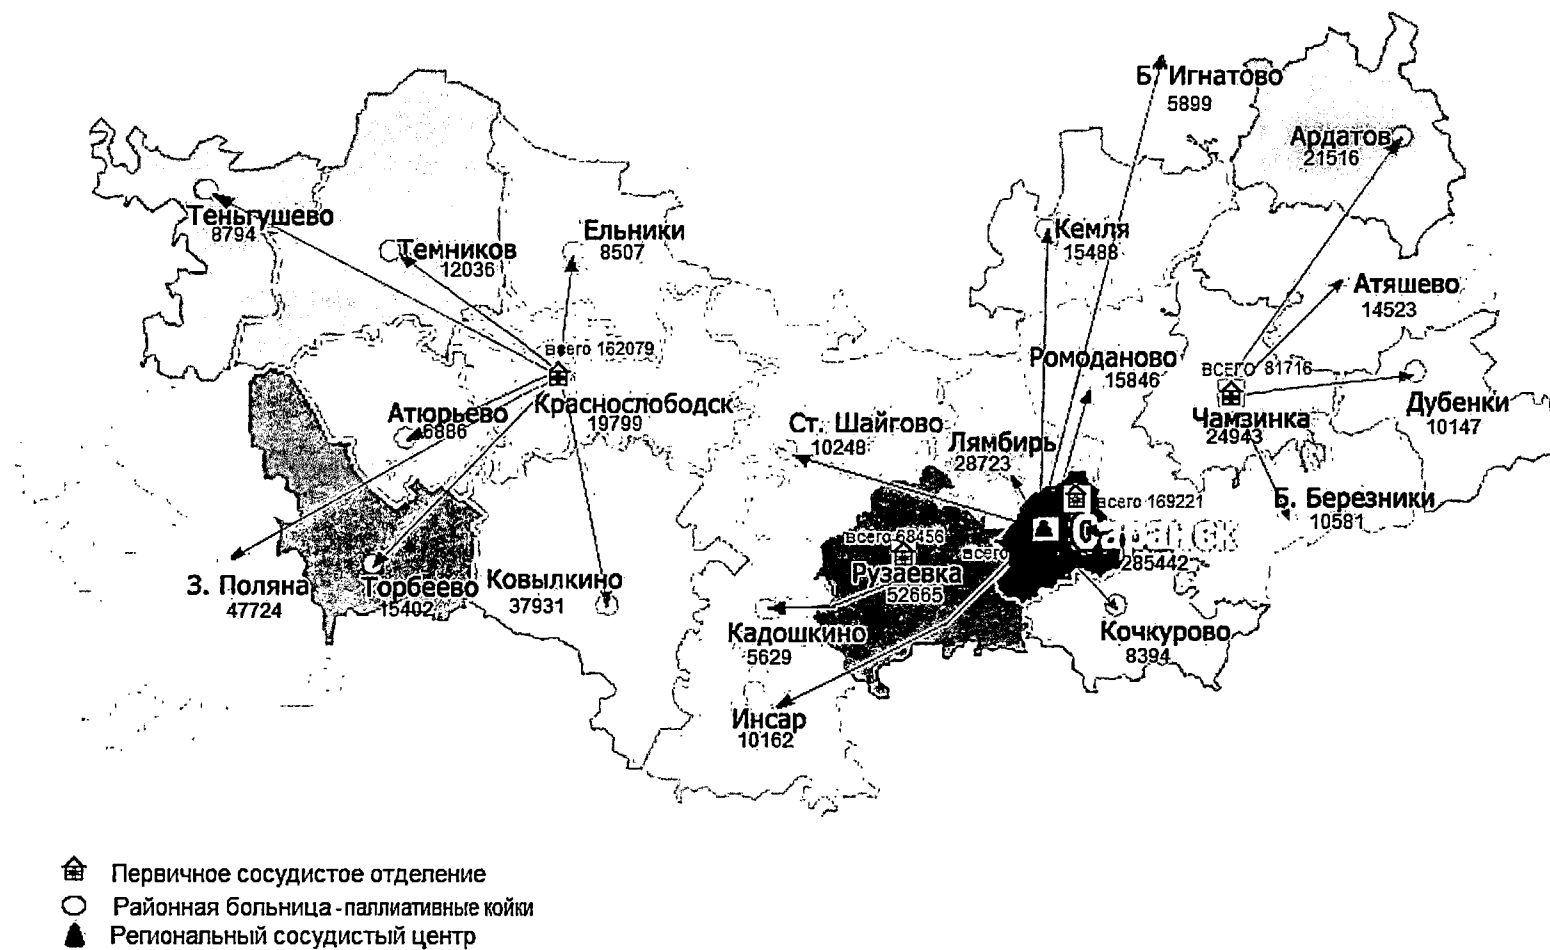 Б. Игнатово
5899
Ардатов
21516
Теньгушево
8794
Темников
12036
Ельники
8507
Кемля
15488
Атяшево
14523
всего 162079
Краснослободск
19799
Атюрьево
6886
Ромоданово
15846
ВСЕГО 81716
Чамзинка
24943
Дубенки
10147
Ст. Шайгово
10248
Лямбирь
28723
всего 169221
Саранск
285442
Б. Березники
10581
всего 68456
всего
Рузаевка
52665
З. Поляна
47724
Торбеево
15402
Ковылкино
37931
Кадошкино
5629
Кочкурово
8394
Инсар
10162
Первичное сосудистое отделение
Районная больница - паллиативные койки
Региональный сосудистый центр